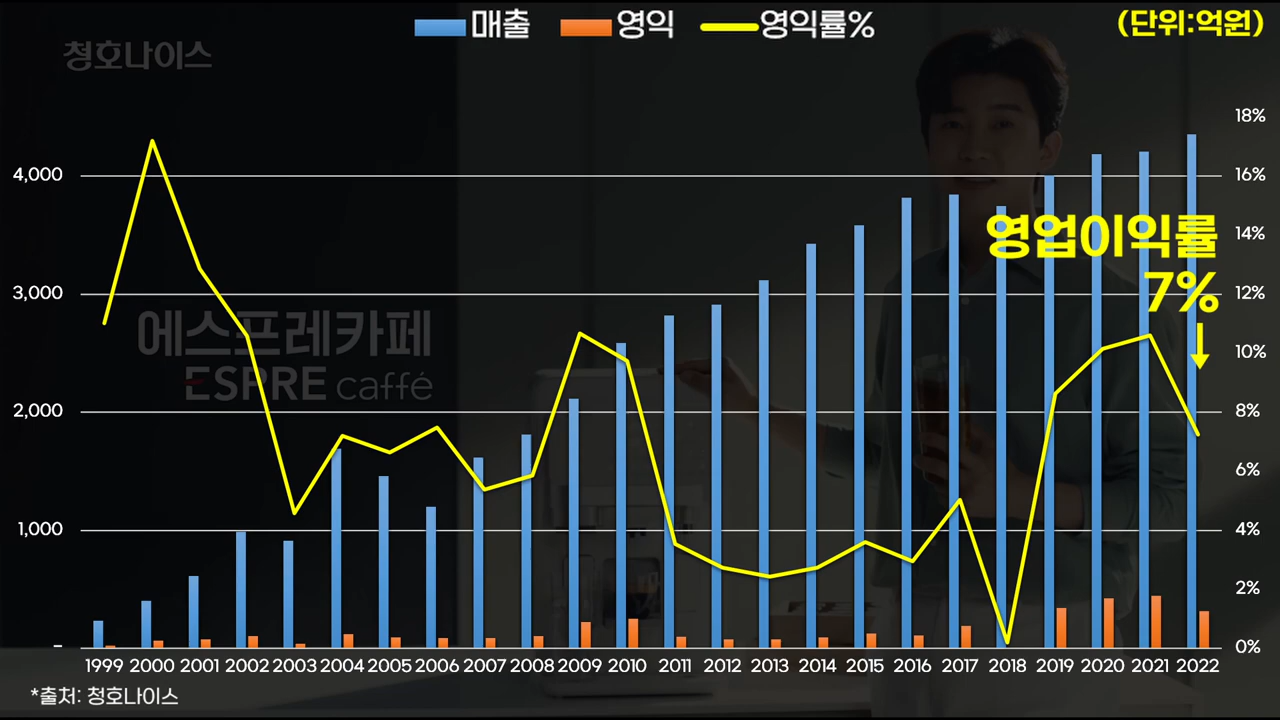 매출 영익 영익률% (단위:억원)
청호나이스
18%
4,000 16%
영업이익률
14%
7%
3,000 12%
에스프레카페
10%
ESPRE caffé
2,000 8%
6%
1,000 4%
2%
- 0%
1999 2000 2001 2002 2003 2004 2005 2006 2007 2008 2009 2010 2011 2012 2013 2014 2015 2016 2017 2018 2019 2020 2021 2022
*출처: 청호나이스